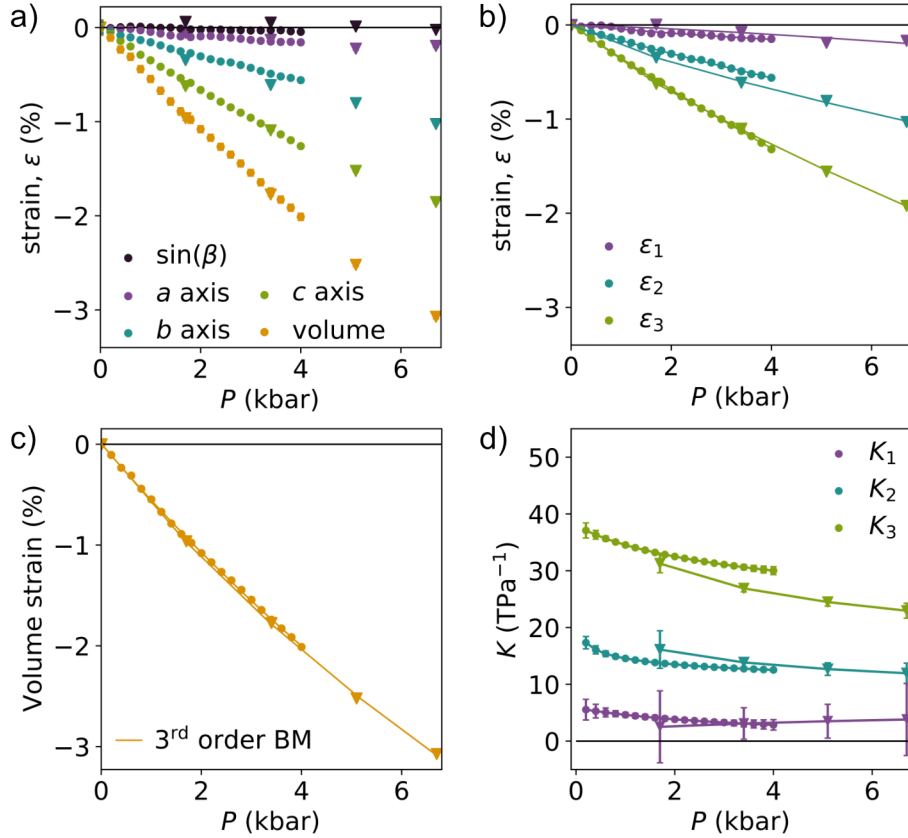 a)
0
−1
−2
−3
strain, ε (%)
sin(β)
a axis
b axis
c axis
volume
0 2 4 6
P (kbar)
b)
0
−1
−2
−3
strain, ε (%)
ε₁
ε₂
ε₃
0 2 4 6
P (kbar)
c)
0
−1
−2
−3
Volume strain (%)
3rd order BM
0 2 4 6
P (kbar)
d)
50
40
30
20
10
0
K (TPa−1)
K₁
K₂
K₃
0 2 4 6
P (kbar)